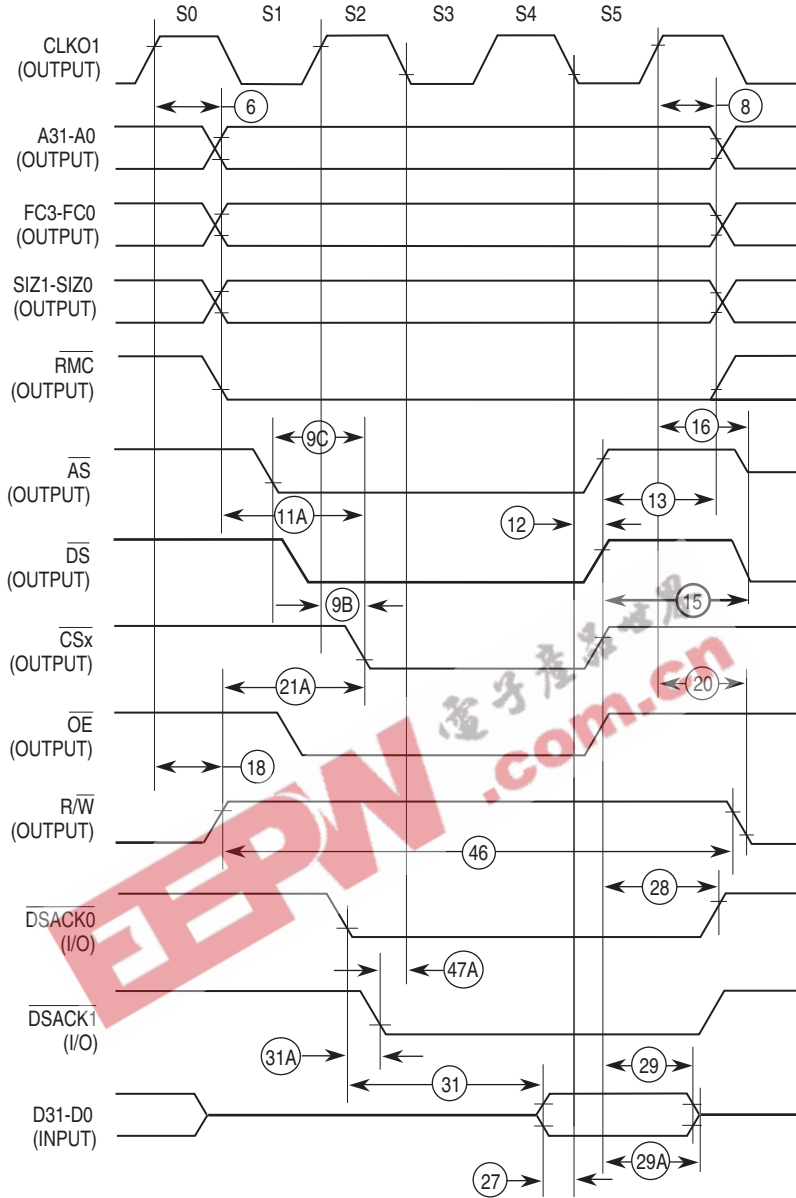 S0 S1 S2 S3 S4 S5
CLKO1
(OUTPUT)
6
8
A31-A0
(OUTPUT)
FC3-FC0
(OUTPUT)
SIZ1-SIZ0
(OUTPUT)
RMC
(OUTPUT)
9C
16
AS
(OUTPUT)
11A
12
13
DS
(OUTPUT)
9B
15
CSx
(OUTPUT)
21A
20
OE
(OUTPUT)
18
R/W
(OUTPUT)
46
28
DSACK0
(I/O)
47A
DSACK1
(I/O)
31A
31
29
D31-D0
(INPUT)
27
29A
EEPW
.com.cn
電子產品世界